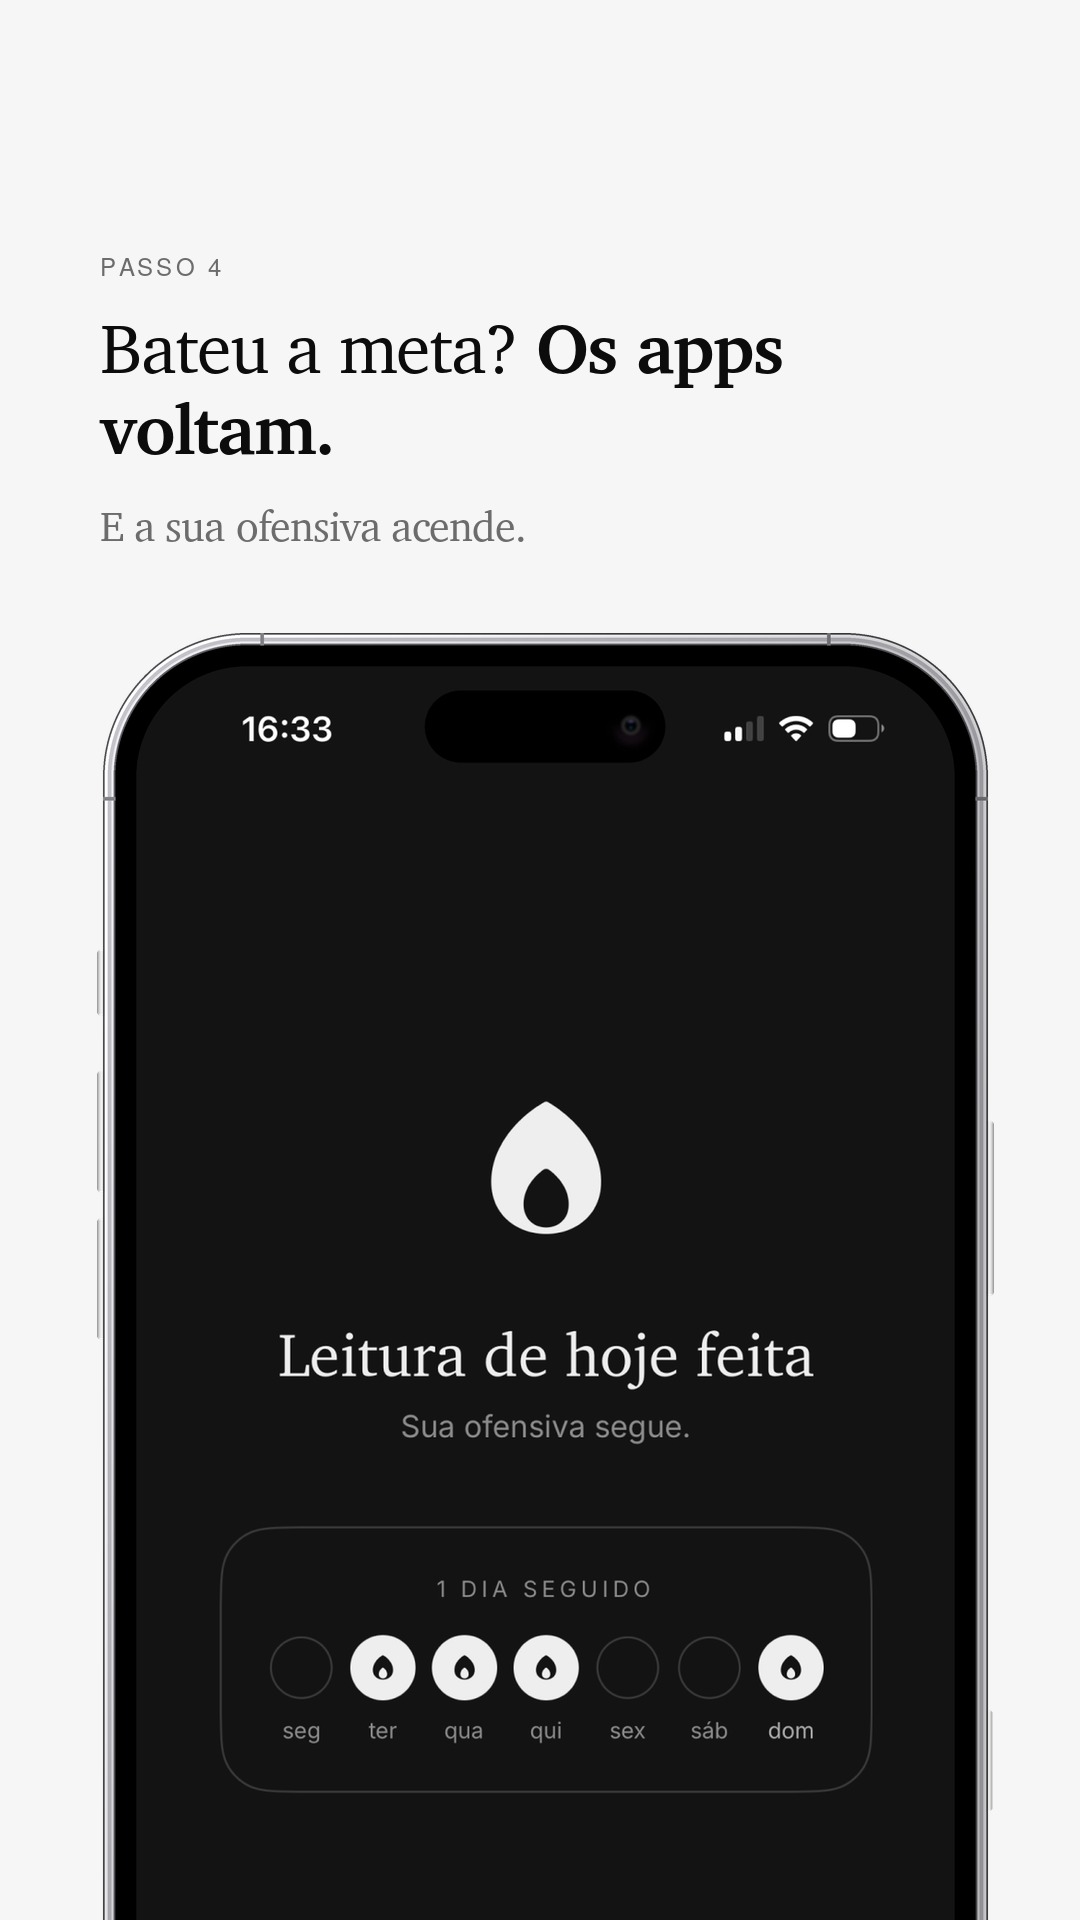 PASSO 4
Bateu a meta? Os apps
voltam.
E a sua ofensiva acende.
16:33
Leitura de hoje feita
Sua ofensiva segue.
1 DIA SEGUIDO
seg ter qua qui sex sáb dom